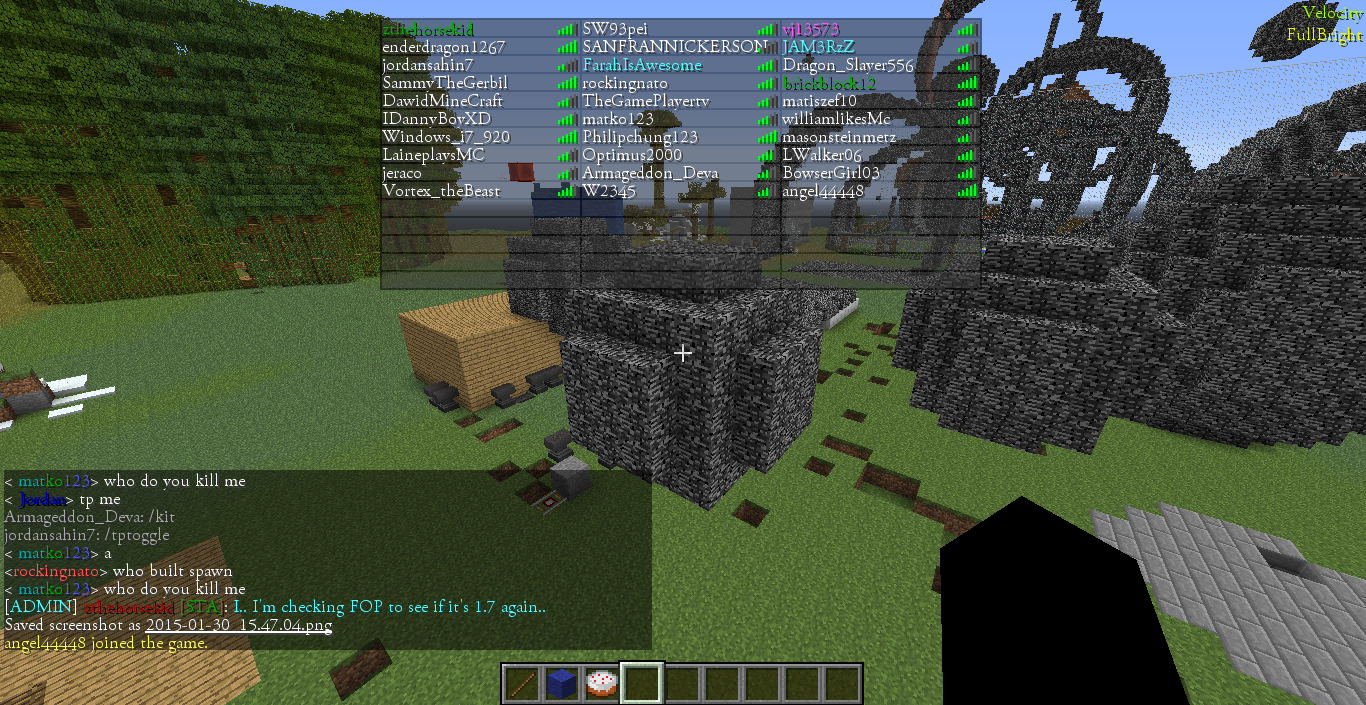 Velocity
FullBright
zthehorsekid SW93pei vj13573
enderdragon1267 SANFRANNICKERSON JAM3RzZ
jordansahin7 FarahIsAwesome Dragon_Slayer556
SammyTheGerbil rockingnato brickblock12
DawidMineCraft TheGamePlayertv matiszef10
IDannyBoyXD matko123 williamlikesMc
Windows_i7_920 Philipchung123 masonsteinmetz
LaineplaysMC Optimus2000 LWalker06
jeraco Armageddon_Deva BowserGirl03
Vortex_theBeast W2345 angel44448
< matko123> who do you kill me
< Jordan> tp me
Armageddon_Deva: /kit
jordansahin7: /tptoggle
< matko123> a
<rockingnato> who built spawn
< matko123> who do you kill me
[ADMIN] zthehorsekid [STA]: I.. I'm checking FOP to see if it's 1.7 again..
Saved screenshot as 2015-01-30_15.47.04.png
angel44448 joined the game.